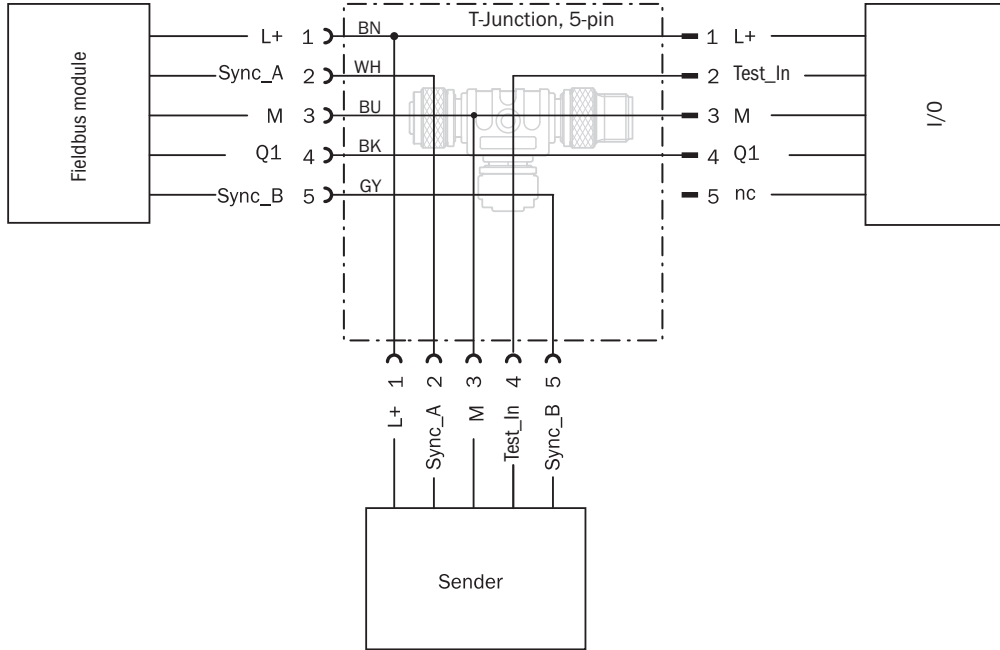 T-Junction, 5-pin
Fieldbus module
L+ 1 BN
Sync_A 2 WH
M 3 BU
Q1 4 BK
Sync_B 5 GY
1 L+
2 Test_In
3 M
4 Q1
5 nc
I/O
1 2 3 4 5
L+ Sync_A M Test_In Sync_B
Sender